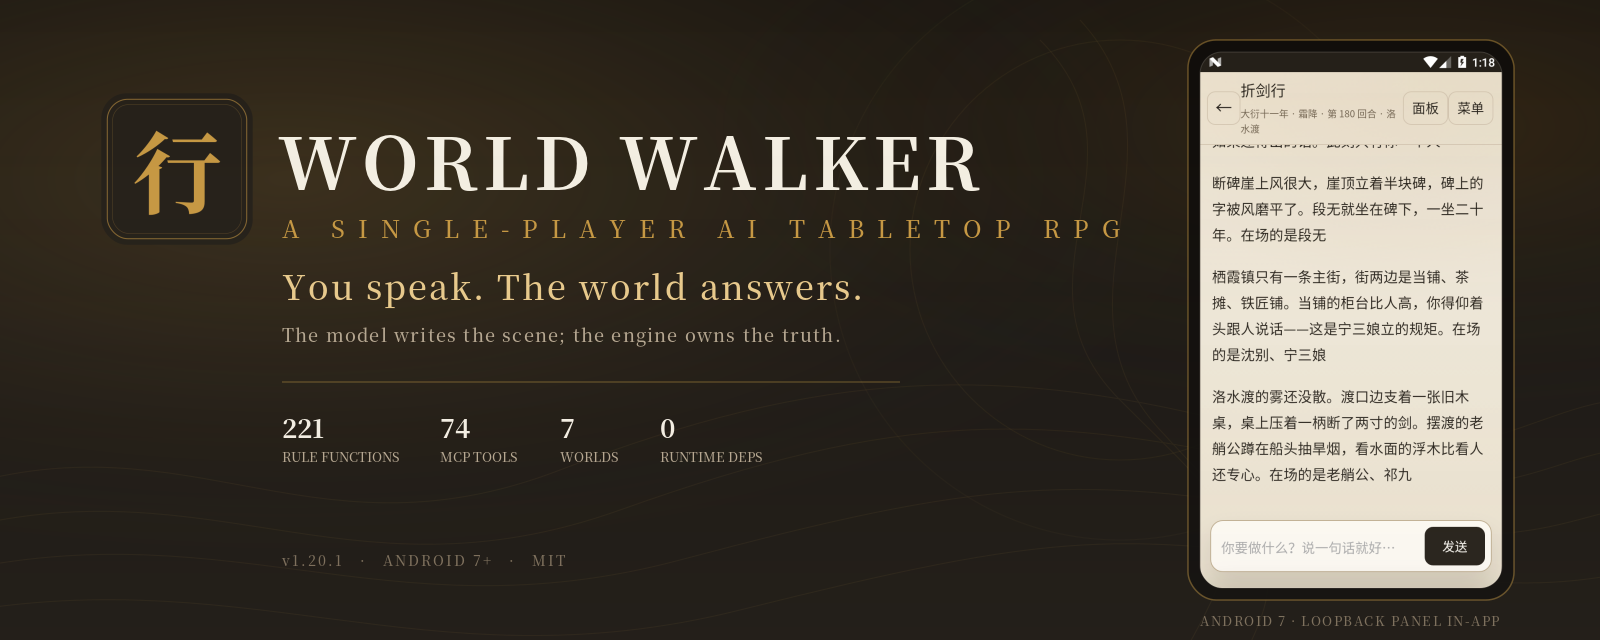 行
WORLD WALKER
A SINGLE-PLAYER AI TABLETOP RPG
You speak. The world answers.
The model writes the scene; the engine owns the truth.
221
RULE FUNCTIONS
74
MCP TOOLS
7
WORLDS
0
RUNTIME DEPS
v1.20.1 · ANDROID 7+ · MIT
1:18
←
折剑行
大衍十一年 · 霜降 · 第 180 回合 · 洛
水渡
面板
菜单
断碑崖上风很大，崖顶立着半块碑，碑上的
字被风磨平了。段无就坐在碑下，一坐二十
年。在场的是段无
栖霞镇只有一条主街，街两边是当铺、茶
摊、铁匠铺。当铺的柜台比人高，你得仰着
头跟人说话——这是宁三娘立的规矩。在场
的是沈别、宁三娘
洛水渡的雾还没散。渡口边支着一张旧木
桌，桌上压着一柄断了两寸的剑。摆渡的老
艄公蹲在船头抽旱烟，看水面的浮木比看人
还专心。在场的是老艄公、祁九
你要做什么？说一句话就好…
发送
ANDROID 7 · LOOPBACK PANEL IN-APP